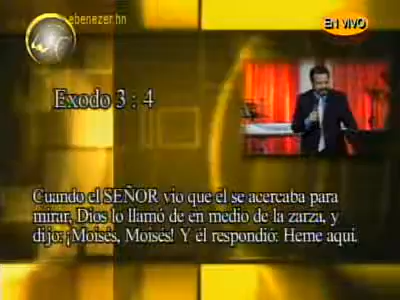 ebenezer.hn
EN VIVO
Exodo 3 : 4
Cuando el SEÑOR vio que el se acercaba para
mirar, Dios lo llamó de en medio de la zarza, y
dijo: ¡Moisés, Moisés! Y él respondió: Heme aquí.